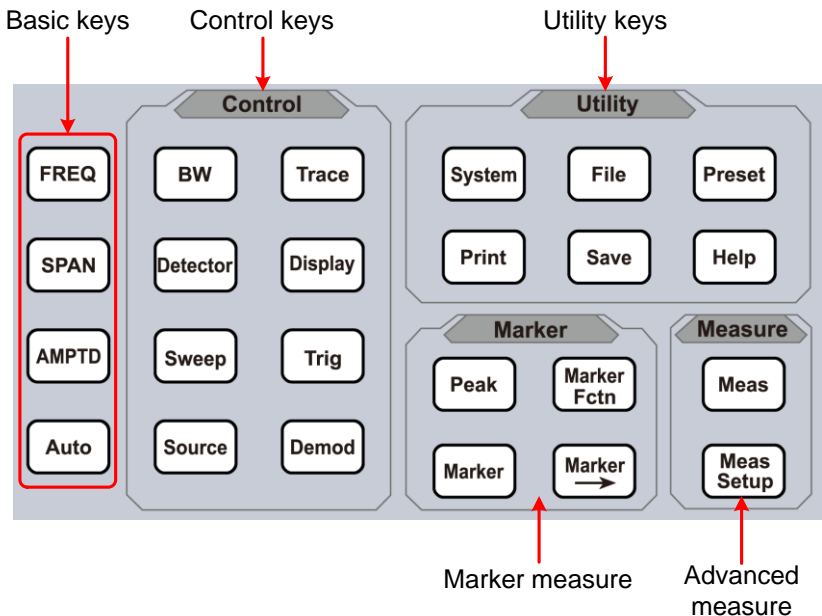 Basic keys
Control keys
Utility keys
Control
Utility
FREQ
BW
Trace
System
File
Preset
SPAN
Detector
Display
Print
Save
Help
Marker
Measure
AMPTD
Sweep
Trig
Peak
Marker
Fctn
Meas
Auto
Source
Demod
Marker
Marker
Meas
Setup
Marker measure
Advanced
measure